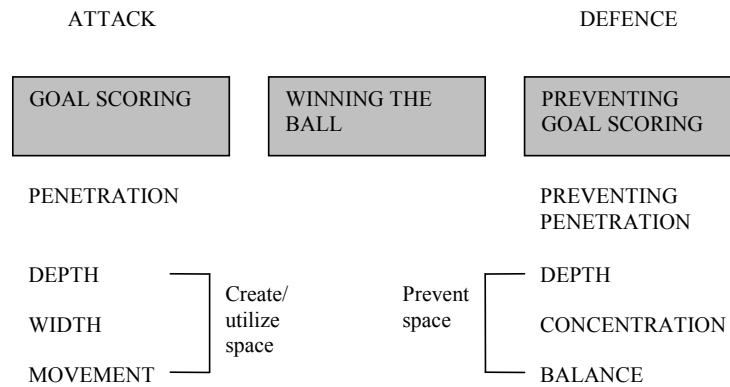 ATTACK
DEFENCE
GOAL SCORING
WINNING THE
BALL
PREVENTING
GOAL SCORING
PENETRATION
PREVENTING
PENETRATION
DEPTH
WIDTH
MOVEMENT
Create/
utilize
space
Prevent
space
DEPTH
CONCENTRATION
BALANCE